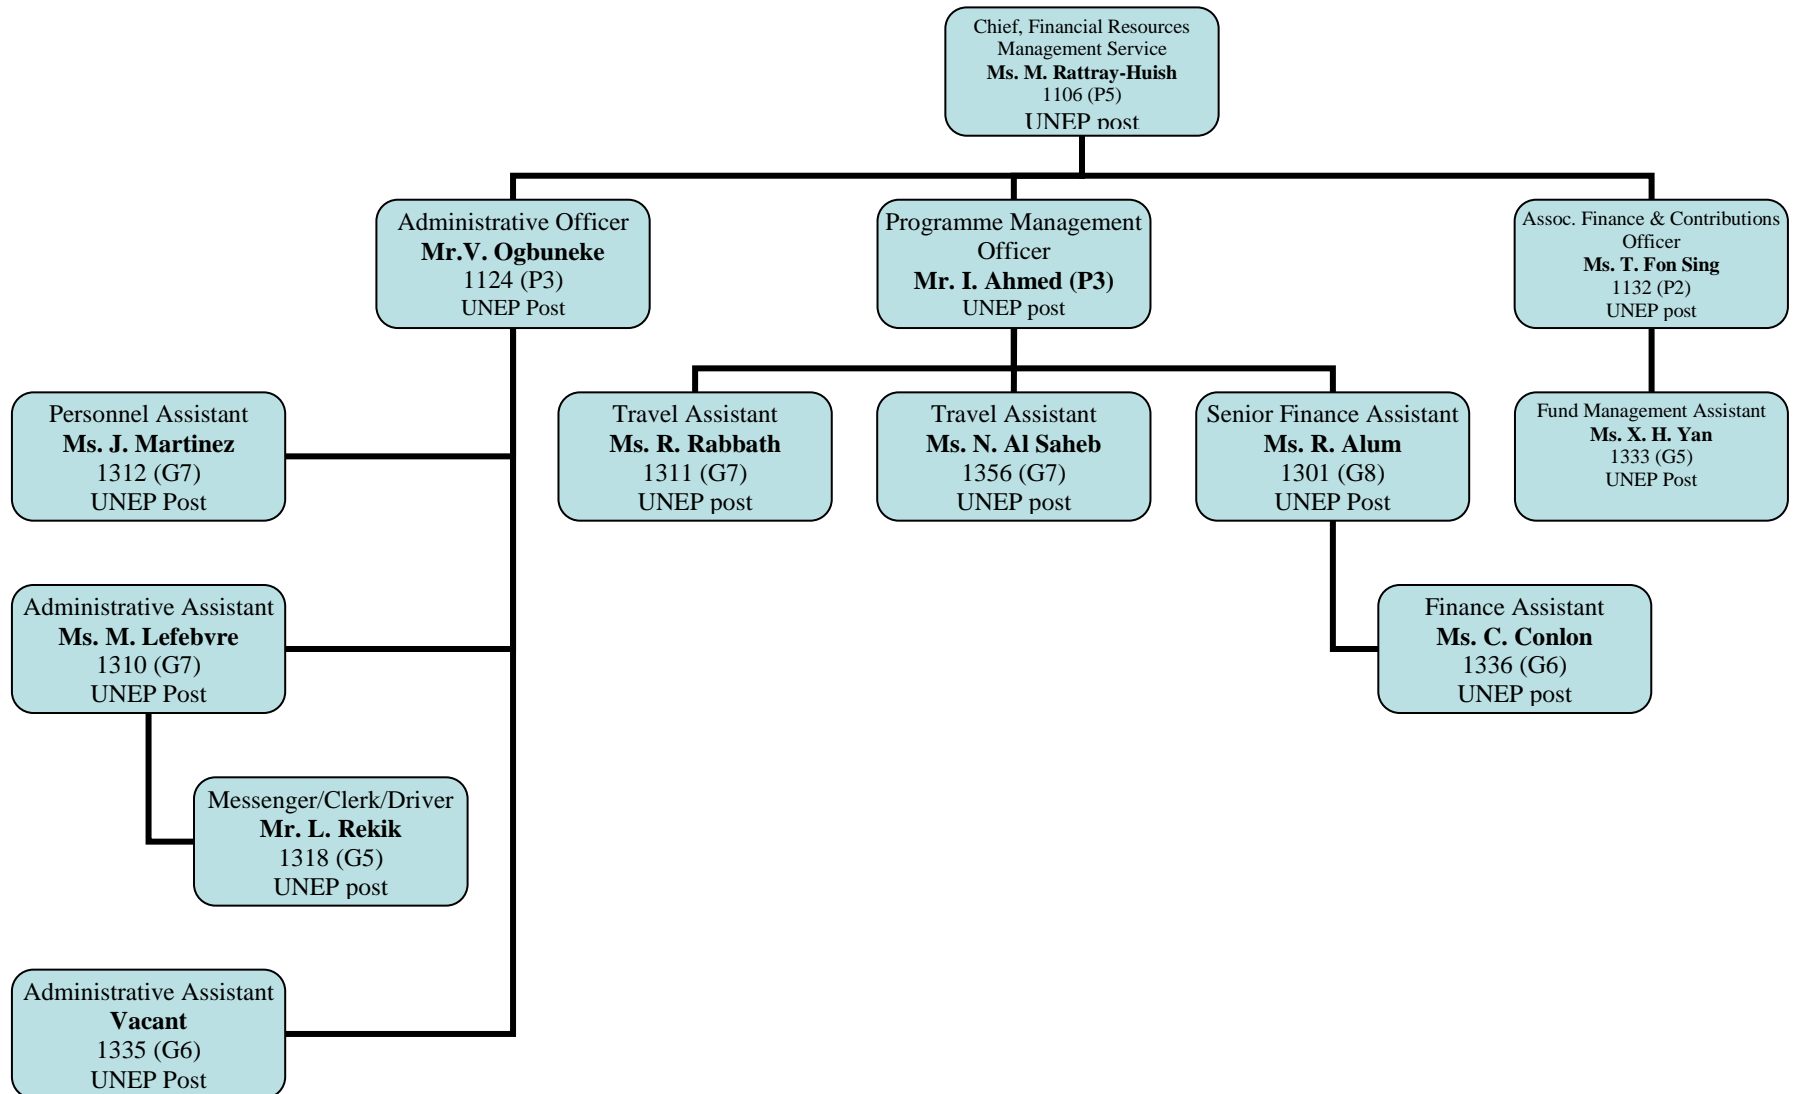 Chief, Financial Resources
Management Service
Ms. M. Rattray-Huish
1106 (P5)
UNEP post
Administrative Officer
Mr.V. Ogbuneke
1124 (P3)
UNEP Post
Programme Management
Officer
Mr. I. Ahmed (P3)
UNEP post
Assoc. Finance & Contributions
Officer
Ms. T. Fon Sing
1132 (P2)
UNEP post
Personnel Assistant
Ms. J. Martinez
1312 (G7)
UNEP Post
Travel Assistant
Ms. R. Rabbath
1311 (G7)
UNEP post
Travel Assistant
Ms. N. Al Saheb
1356 (G7)
UNEP post
Senior Finance Assistant
Ms. R. Alum
1301 (G8)
UNEP Post
Fund Management Assistant
Ms. X. H. Yan
1333 (G5)
UNEP Post
Administrative Assistant
Ms. M. Lefebvre
1310 (G7)
UNEP Post
Finance Assistant
Ms. C. Conlon
1336 (G6)
UNEP post
Messenger/Clerk/Driver
Mr. L. Rekik
1318 (G5)
UNEP post
Administrative Assistant
Vacant
1335 (G6)
UNEP Post